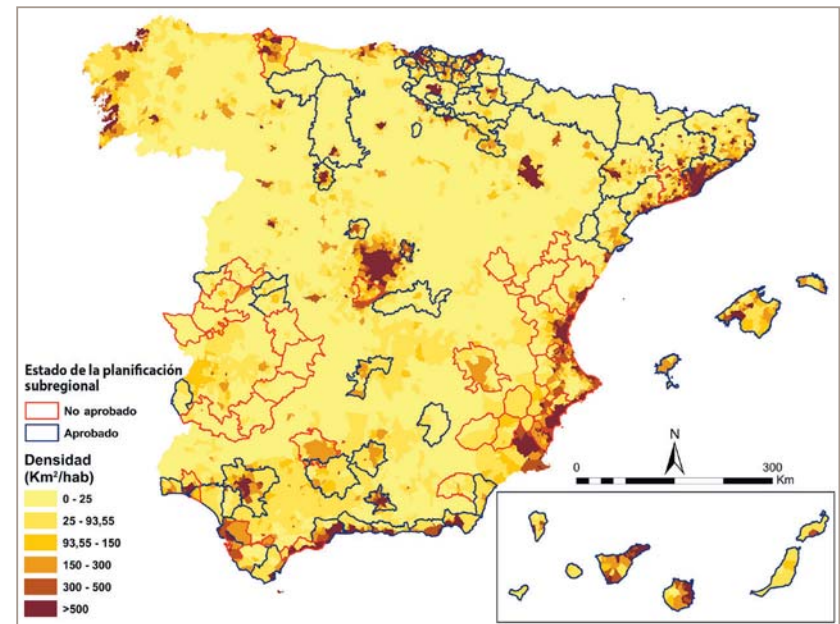 Estado de la planificación
subregional
No aprobado
Aprobado
Densidad
(Km²/hab)
0 - 25
25 - 93,55
93,55 - 150
150 - 300
300 - 500
>500
N
0 300
Km